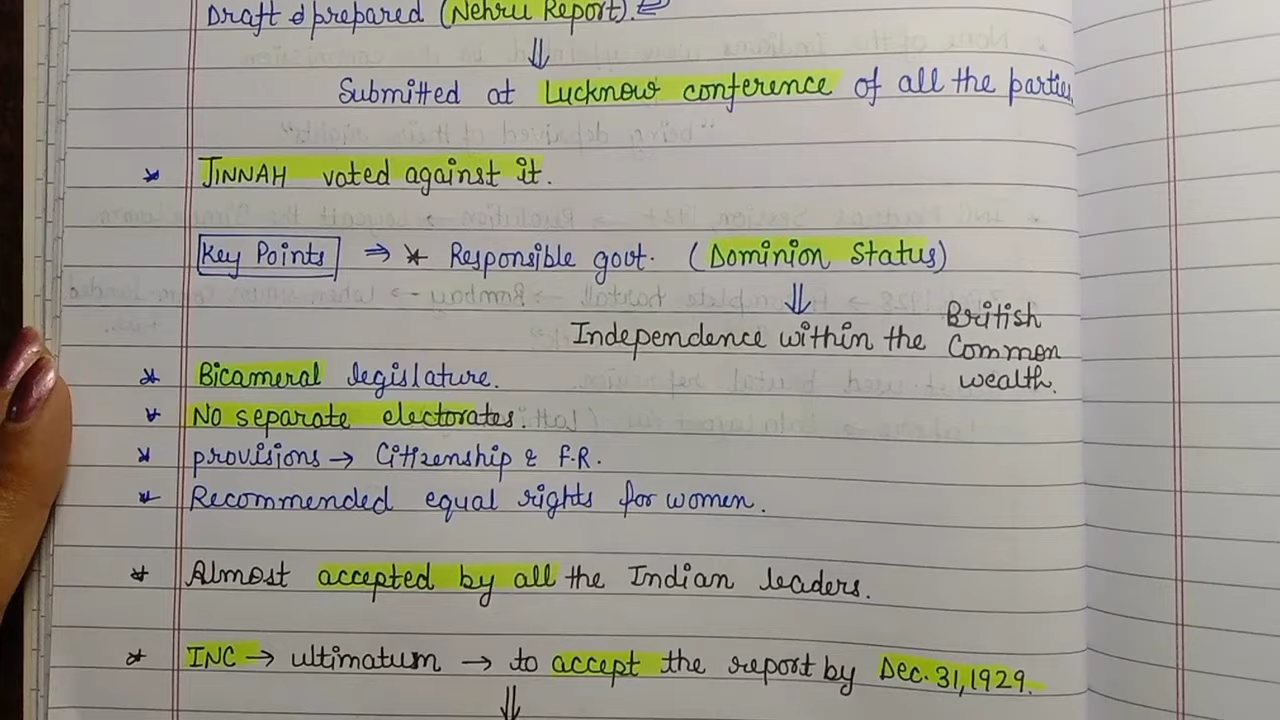 Draft prepared (Nehru Report).
⇓
Submitted at Lucknow conference of all the parties
* JINNAH voted against it.
Key Points ⇒ * Responsible govt. (Dominion Status)
⇓
Independence within the British Common wealth.
* Bicameral legislature.
* No separate electorates.
* provisions → Citizenship & F.R.
* Recommended equal rights for women.
* Almost accepted by all the Indian leaders.
* INC → ultimatum → to accept the report by Dec. 31, 1929.
⇓